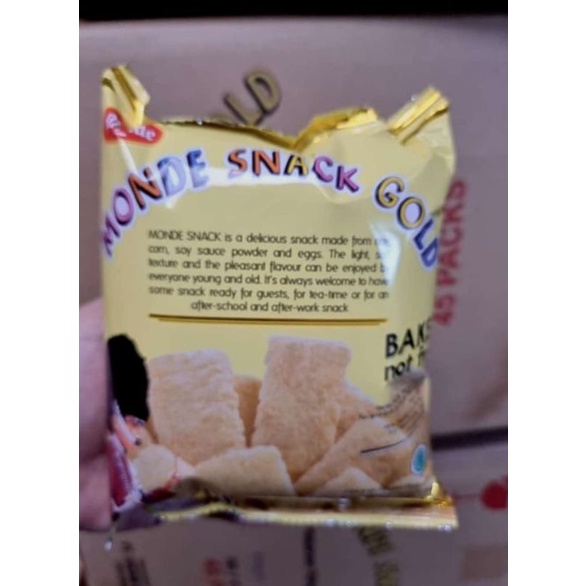 GOLD
MONDE SNACK GOLD
MONDE SNACK is a delicious snack made from
corn, soy sauce powder and eggs. The light,
texture and the pleasant flavour can be enjoyed
everyone young and old. It's always welcome to have
some snack ready for guests, for tea-time or for an
after-school and after-work snack
not
45 PACKS